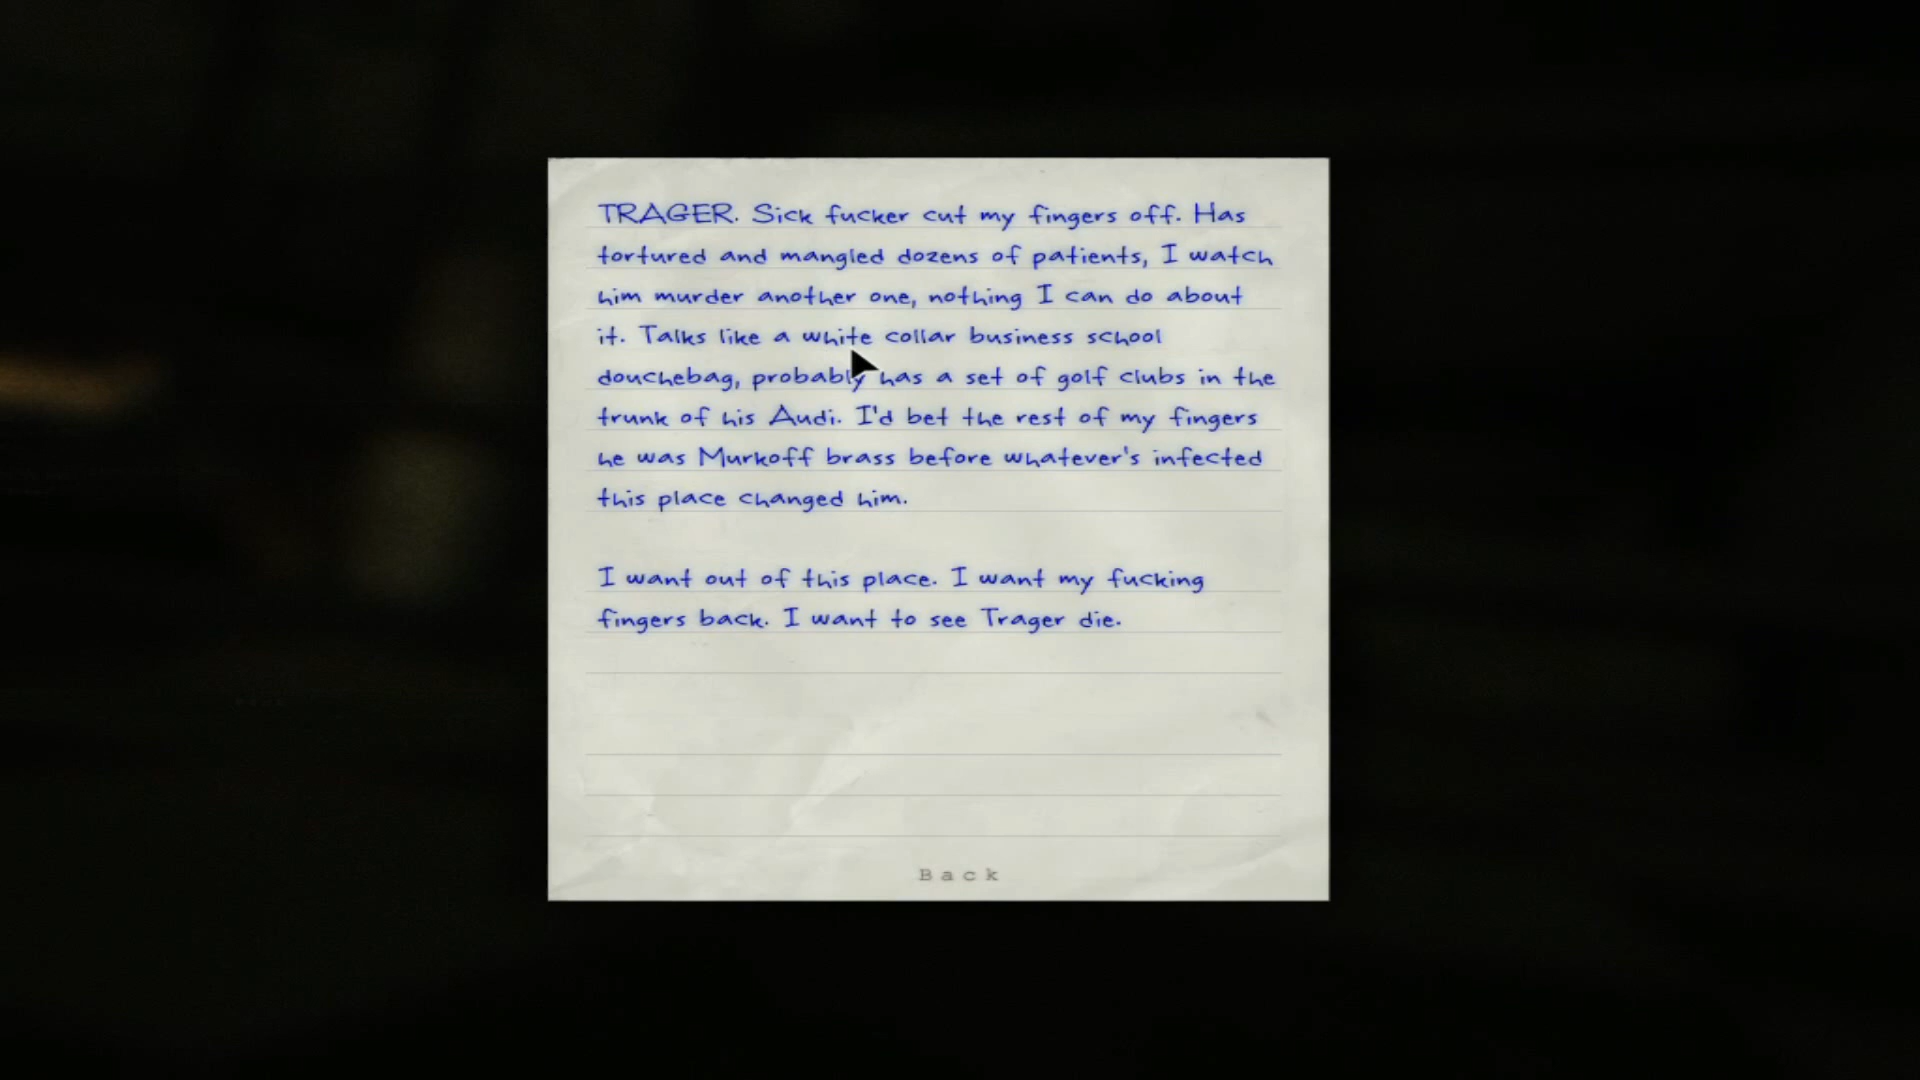 TRAGER. Sick fucker cut my fingers off. Has
tortured and mangled dozens of patients, I watch
him murder another one, nothing I can do about
it. Talks like a white collar business school
douchebag, probably has a set of golf clubs in the
trunk of his Audi. I'd bet the rest of my fingers
he was Murkoff brass before whatever's infected
this place changed him.
I want out of this place. I want my fucking
fingers back. I want to see Trager die.
Back